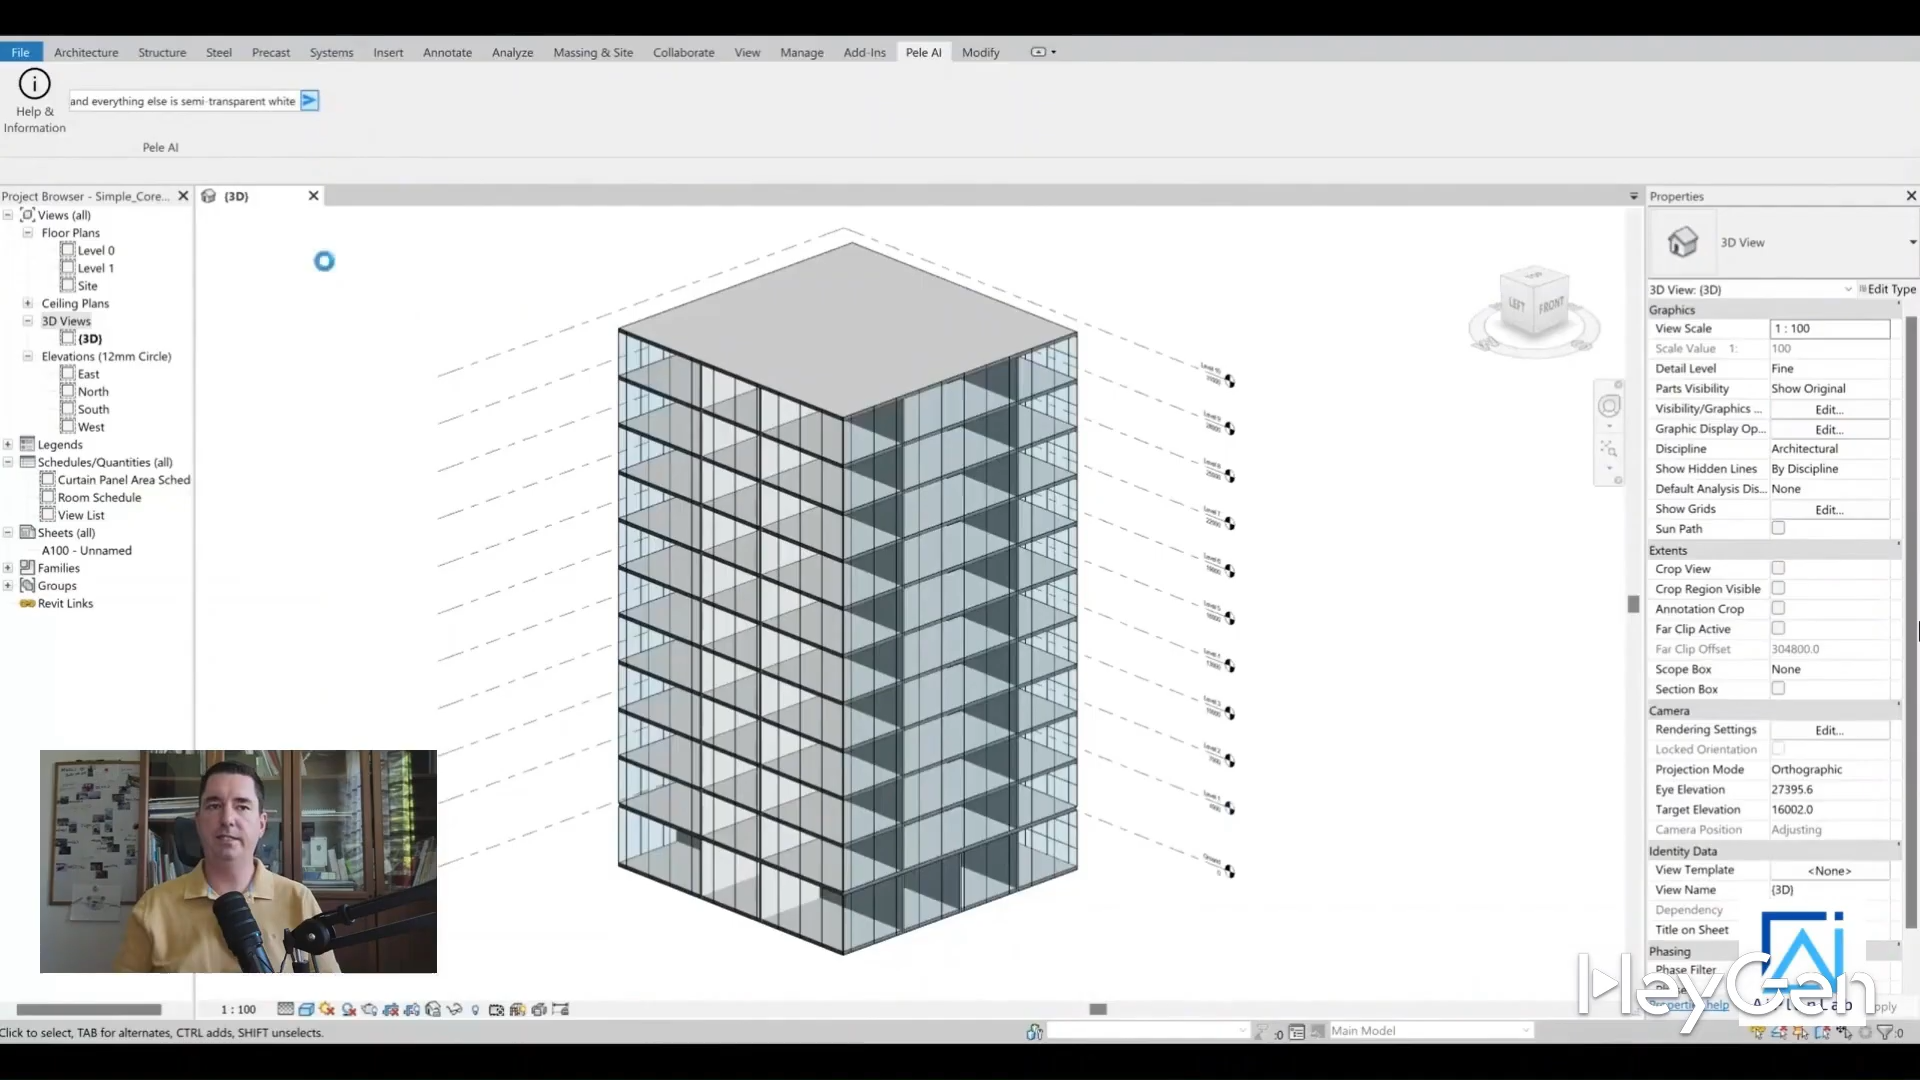 File Architecture Structure Steel Precast Systems Insert Annotate Analyze Massing & Site Collaborate View Manage Add-Ins Pele AI Modify
Help &
Information
and everything else is semi-transparent white
Pele AI
Project Browser - Simple_Core...
{3D}
Views (all)
Floor Plans
Level 0
Level 1
Site
Ceiling Plans
3D Views
{3D}
Elevations (12mm Circle)
East
North
South
West
Legends
Schedules/Quantities (all)
Curtain Panel Area Sched
Room Schedule
View List
Sheets (all)
A100 - Unnamed
Families
Groups
Revit Links
TOP
LEFT
FRONT
Properties
3D View
3D View: {3D} Edit Type
Graphics
View Scale 1 : 100
Scale Value 1: 100
Detail Level Fine
Parts Visibility Show Original
Visibility/Graphics ... Edit...
Graphic Display Op... Edit...
Discipline Architectural
Show Hidden Lines By Discipline
Default Analysis Dis... None
Show Grids Edit...
Sun Path
Extents
Crop View
Crop Region Visible
Annotation Crop
Far Clip Active
Far Clip Offset 304800.0
Scope Box None
Section Box
Camera
Rendering Settings Edit...
Locked Orientation
Projection Mode Orthographic
Eye Elevation 27395.6
Target Elevation 16002.0
Camera Position Adjusting
Identity Data
View Template <None>
View Name {3D}
Dependency
Title on Sheet
Phasing
Phase Filter
Properties help
HeyGen
1 : 100
Click to select, TAB for alternates, CTRL adds, SHIFT unselects.
:0
Main Model
:0